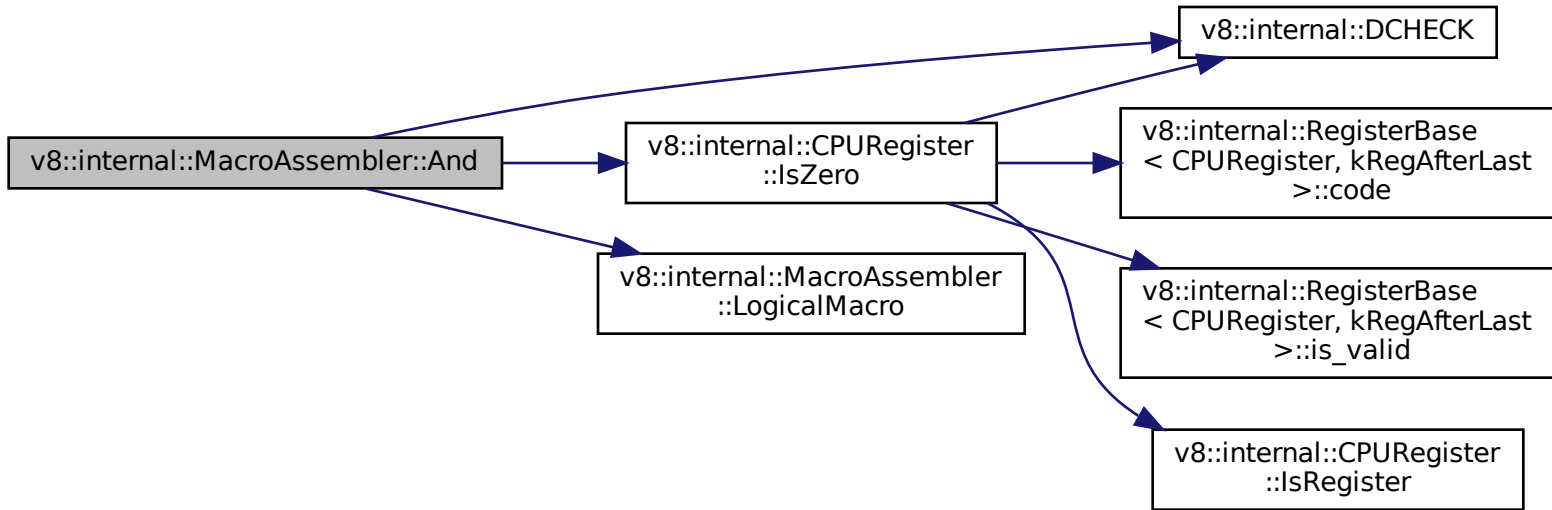 v8::internal::MacroAssembler::And
v8::internal::CPURegister
::IsZero
v8::internal::MacroAssembler
::LogicalMacro
v8::internal::DCHECK
v8::internal::RegisterBase
< CPURegister, kRegAfterLast
>::code
v8::internal::RegisterBase
< CPURegister, kRegAfterLast
>::is_valid
v8::internal::CPURegister
::IsRegister